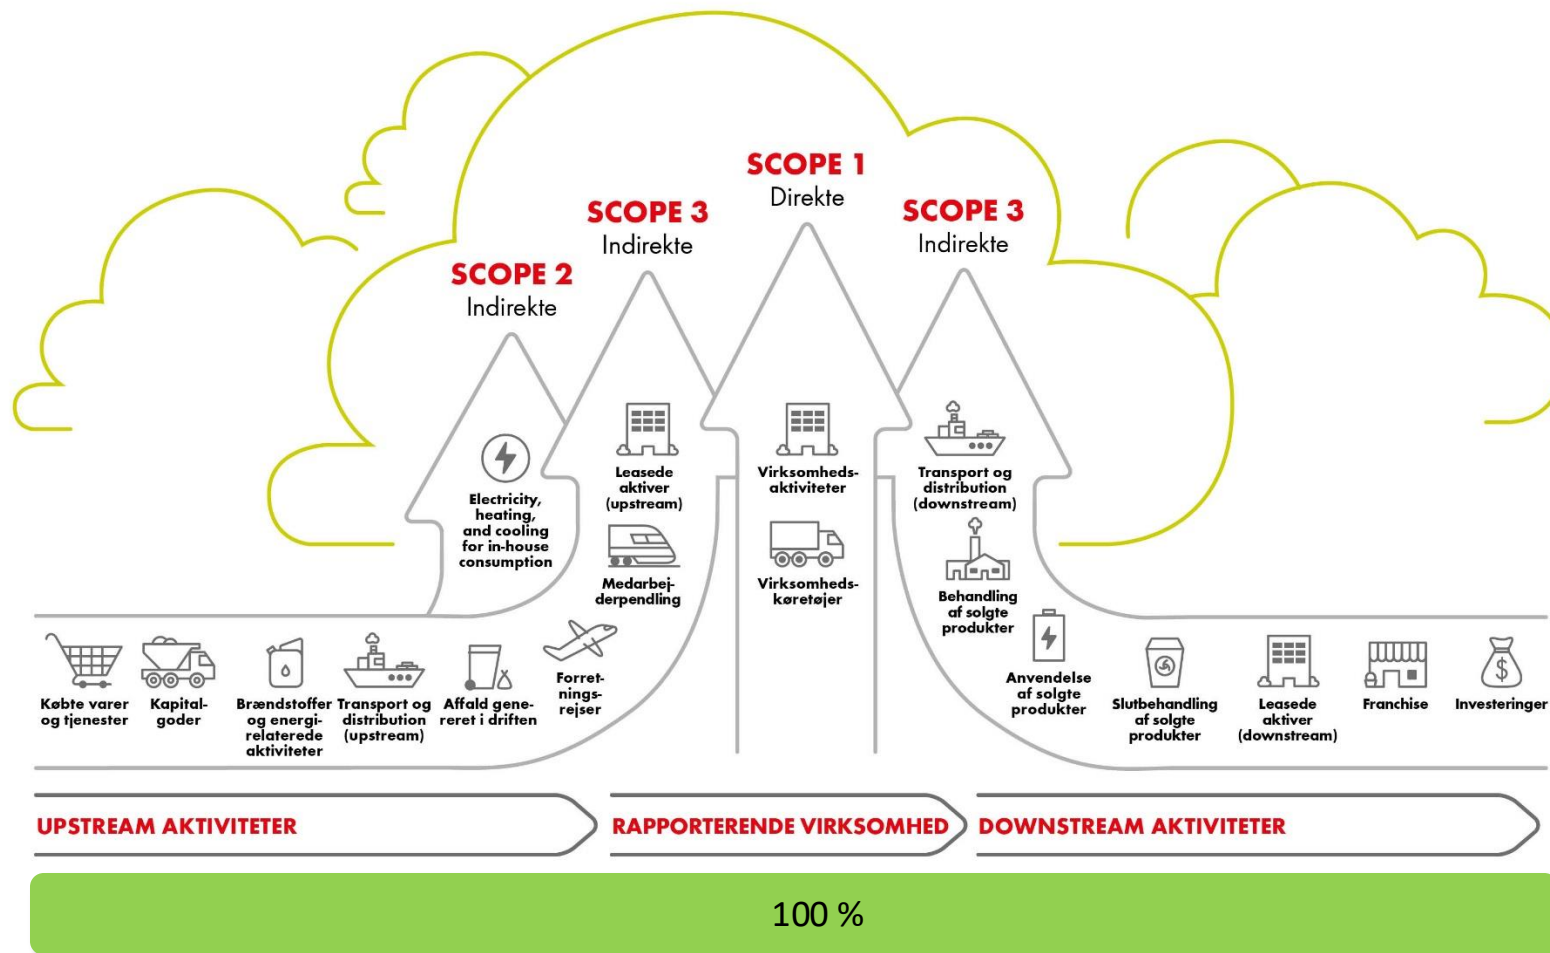 SCOPE 1
Direkte
SCOPE 3
Indirekte
SCOPE 3
Indirekte
SCOPE 2
Indirekte
Electricity,
heating,
and cooling
for in-house
consumption
Leasede
aktiver
(upstream)
Medarbej-
derpendling
Virksomheds-
aktiviteter
Virksomheds-
køretøjer
Transport og
distribution
(downstream)
Behandling
af solgte
produkter
Købte varer
og tjenester
Kapital-
goder
Brændstoffer
og energi-
relaterede
aktiviteter
Transport og
distribution
(upstream)
Affald gene-
reret i driften
Forret-
nings-
rejser
Anvendelse
af solgte
produkter
Slutbehandling
af solgte
produkter
Leasede
aktiver
(downstream)
Franchise
$
Investeringer
UPSTREAM AKTIVITETER
RAPPORTERENDE VIRKSOMHED
DOWNSTREAM AKTIVITETER
100 %